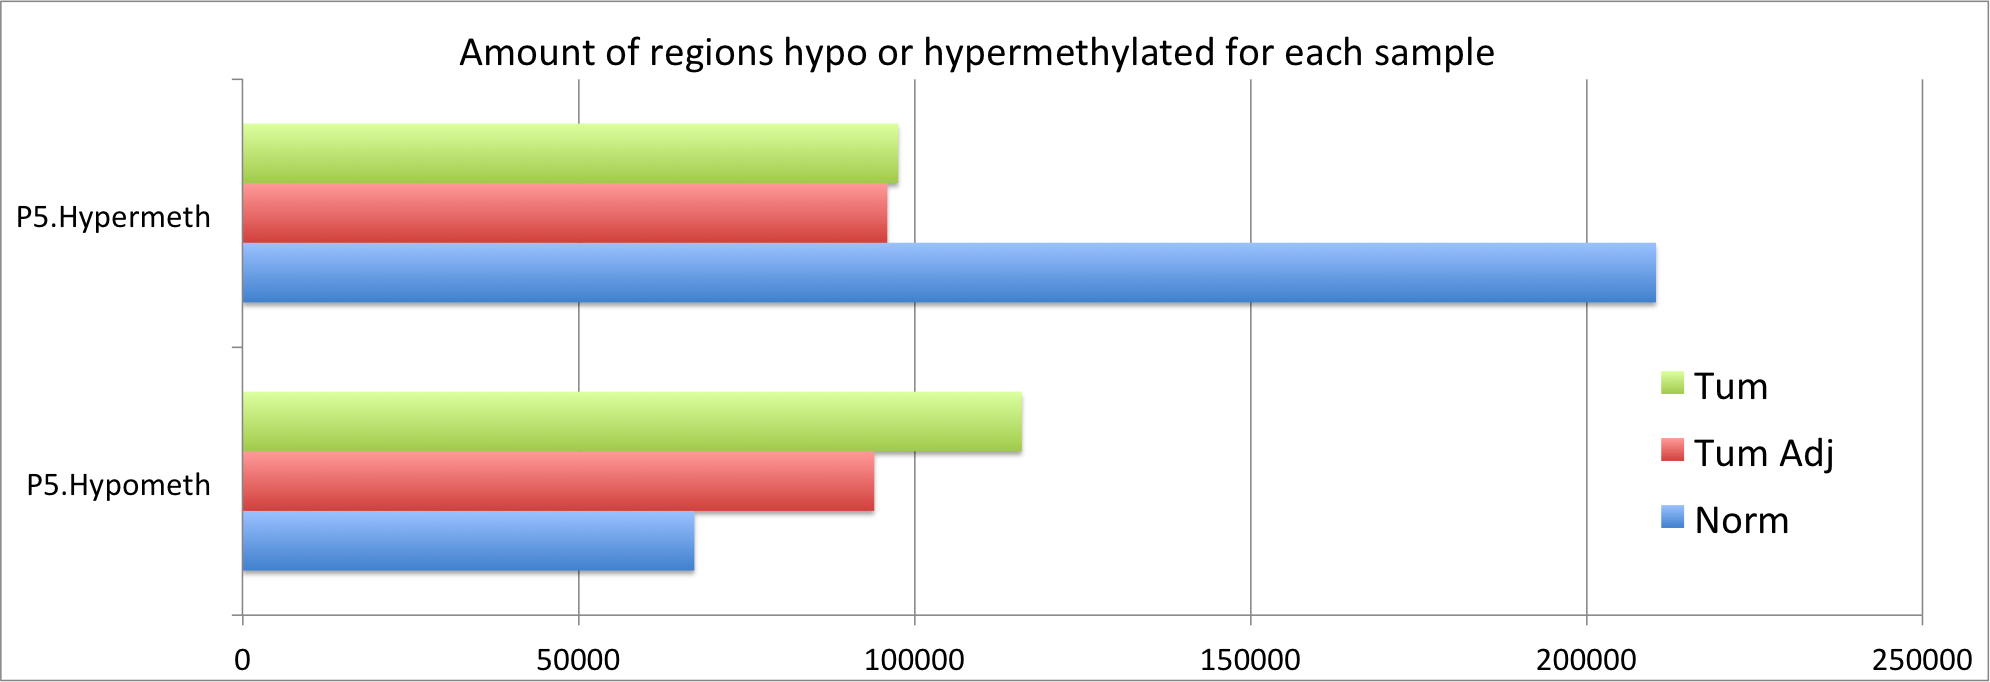 Amount of regions hypo or hypermethylated for each sample
P5.Hypermeth
P5.Hypometh
Tum
Tum Adj
Norm
0 50000 100000 150000 200000 250000